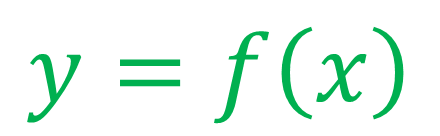 y = f(x)